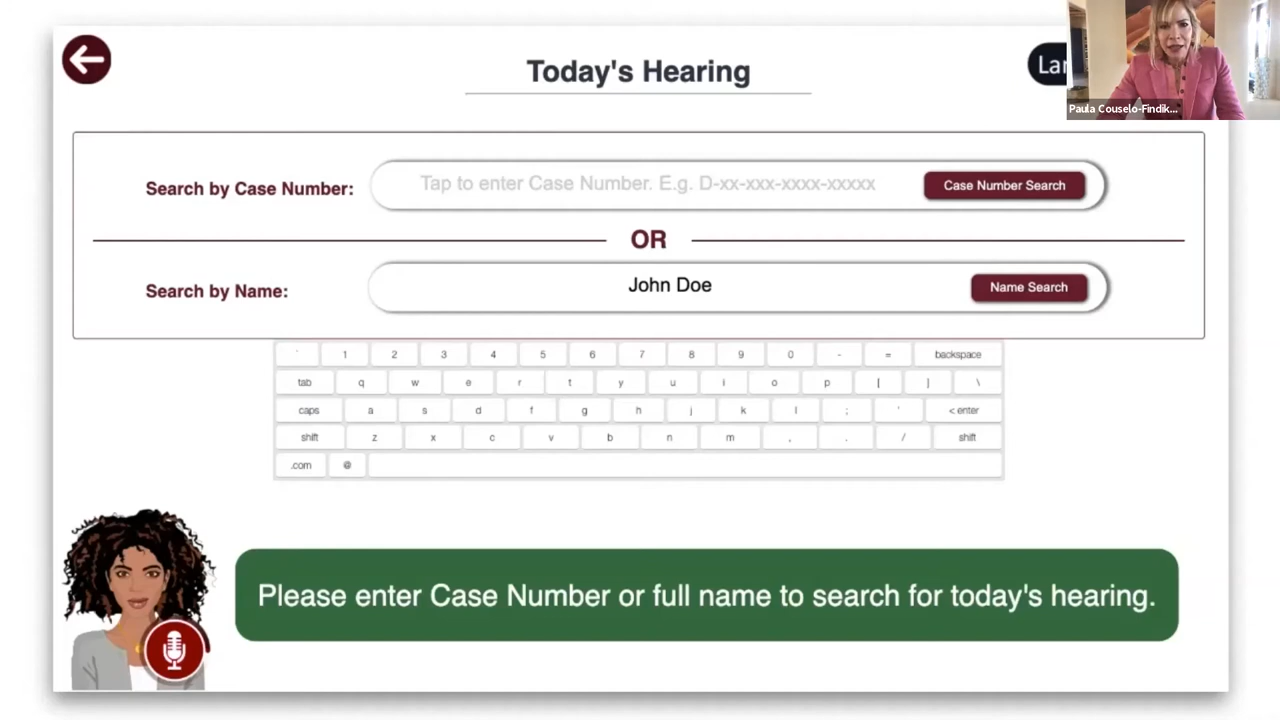 Today's Hearing
Lan
Paula Couselo-Findik...
Search by Case Number:
Tap to enter Case Number. E.g. D-xx-xxx-xxxx-xxxxx
Case Number Search
OR
Search by Name:
John Doe
Name Search
` 1 2 3 4 5 6 7 8 9 0 - = backspace
tab q w e r t y u i o p [ ] \
caps a s d f g h j k l ; ' < enter
shift z x c v b n m , . / shift
.com @
Please enter Case Number or full name to search for today's hearing.